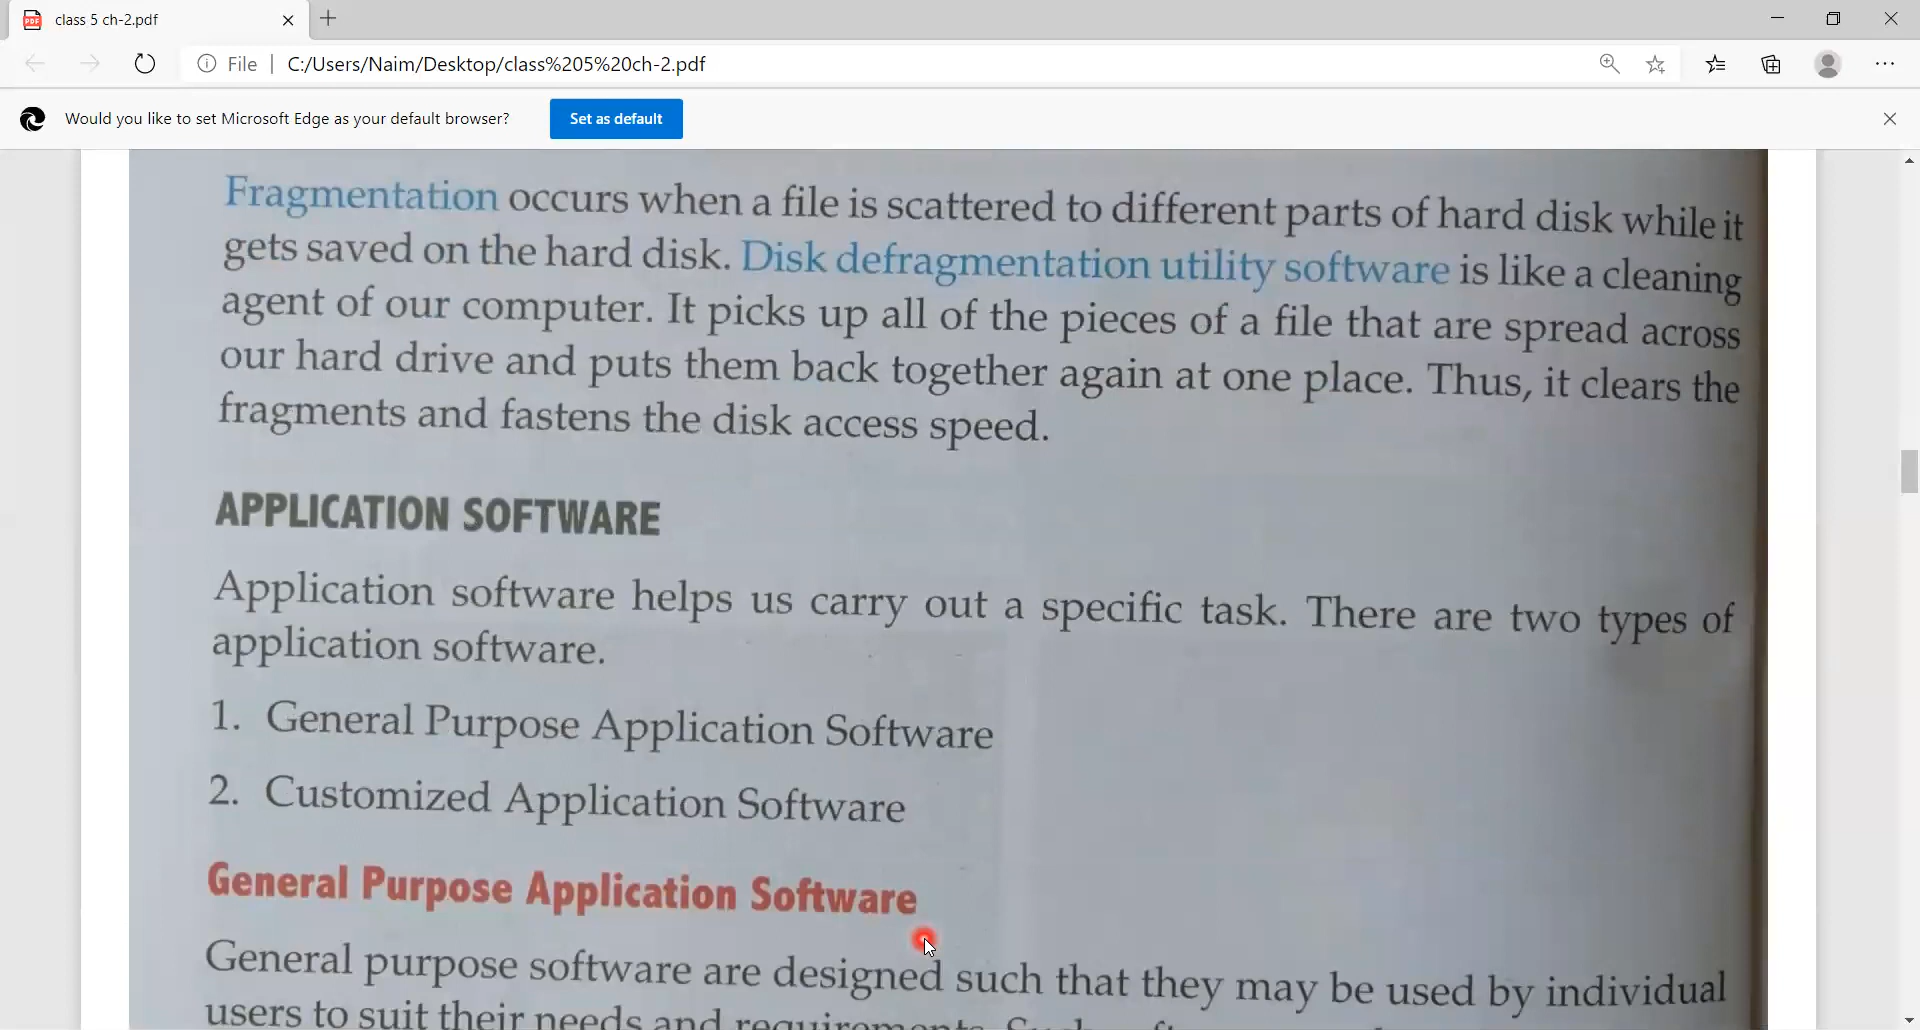 class 5 ch-2.pdf
File | C:/Users/Naim/Desktop/class%205%20ch-2.pdf
Would you like to set Microsoft Edge as your default browser? Set as default
Fragmentation occurs when a file is scattered to different parts of hard disk while it
gets saved on the hard disk. Disk defragmentation utility software is like a cleaning
agent of our computer. It picks up all of the pieces of a file that are spread across
our hard drive and puts them back together again at one place. Thus, it clears the
fragments and fastens the disk access speed.
APPLICATION SOFTWARE
Application software helps us carry out a specific task. There are two types of
application software.
1. General Purpose Application Software
2. Customized Application Software
General Purpose Application Software
General purpose software are designed such that they may be used by individual
users to suit their needs and requirements. Such